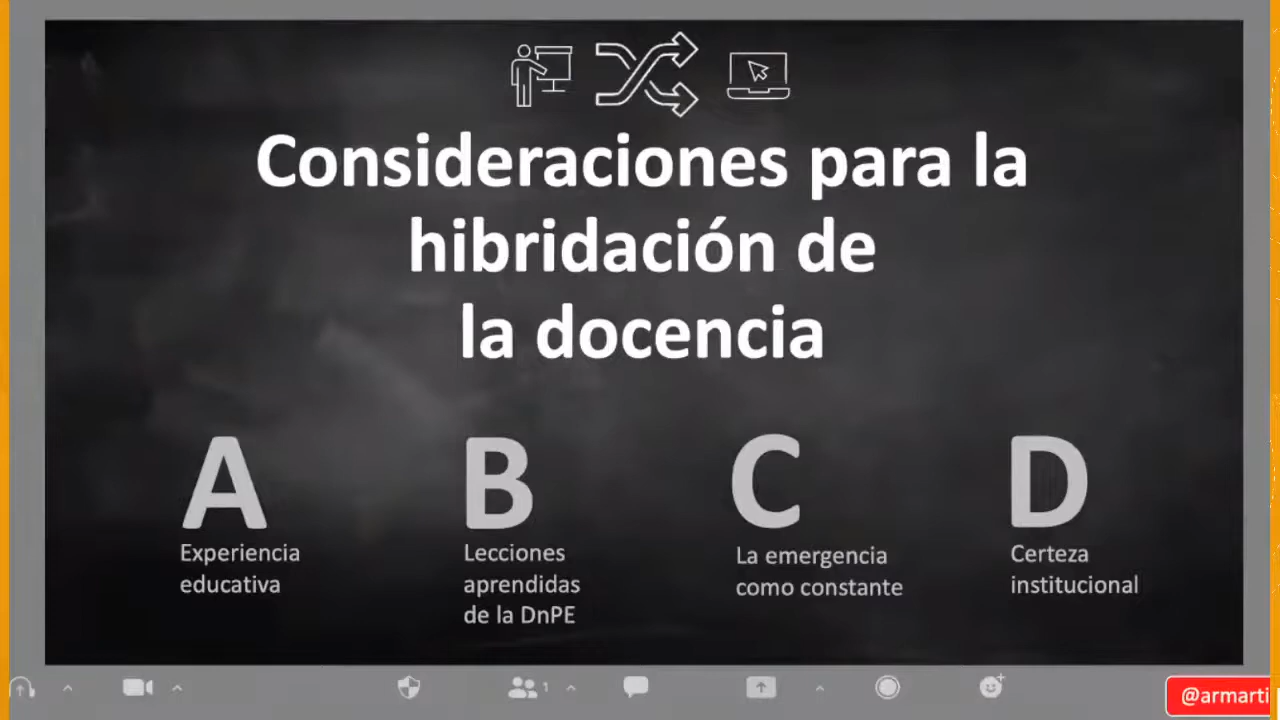 Consideraciones para la
hibridación de
la docencia
A
Experiencia
educativa
B
Lecciones
aprendidas
de la DnPE
C
La emergencia
como constante
D
Certeza
institucional
1
@armarti